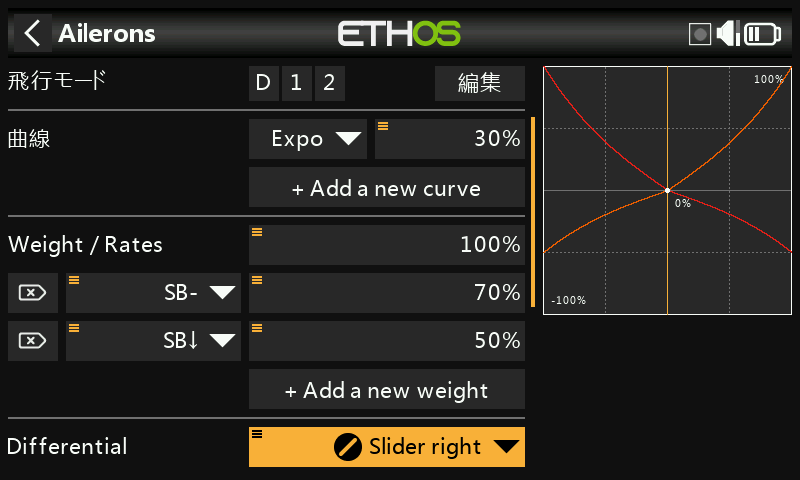 Ailerons
ETHOS
飛行モード D 1 2 編集
曲線 Expo 30%
+ Add a new curve
Weight / Rates 100%
SB- 70%
SB↓ 50%
+ Add a new weight
Differential Slider right
100%
0%
-100%